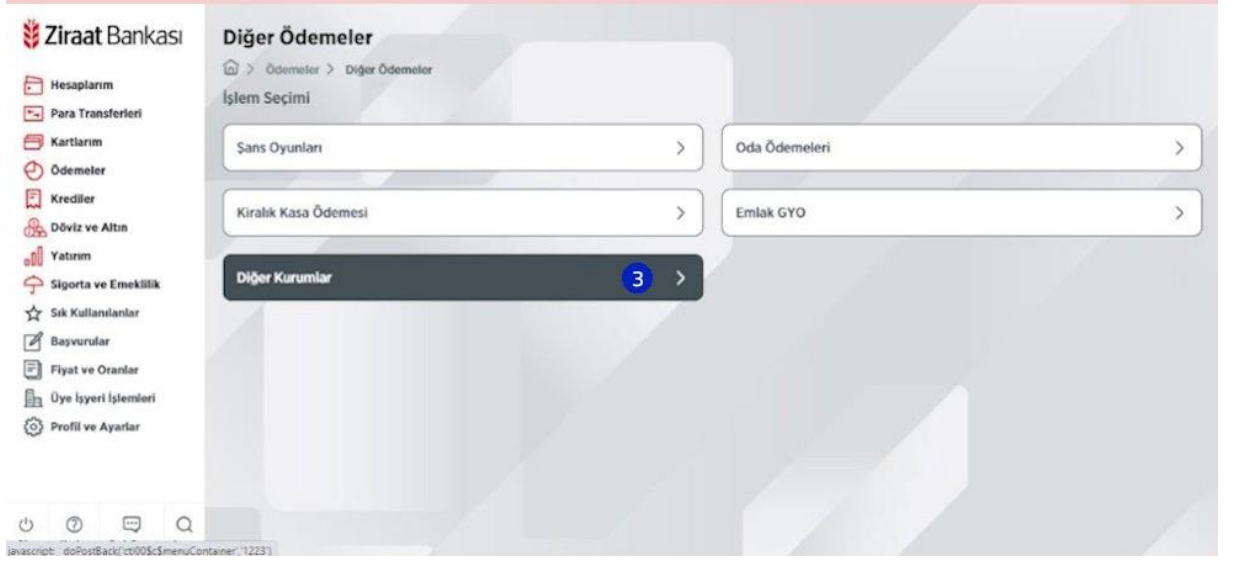 Ziraat Bankası
Hesaplarım
Para Transferleri
Kartlarım
Ödemeler
Krediler
Döviz ve Altın
Yatırım
Sigorta ve Emeklilik
Sık Kullanılanlar
Başvurular
Fiyat ve Oranlar
Üye İşyeri İşlemleri
Profil ve Ayarlar
Diğer Ödemeler
> Ödemeler > Diğer Ödemeler
İşlem Seçimi
Şans Oyunları >
Oda Ödemeleri >
Kiralık Kasa Ödemesi >
Emlak GYO >
Diğer Kurumlar 3 >
javascript:__doPostBack('ctl00$c$menuContainer','1223')